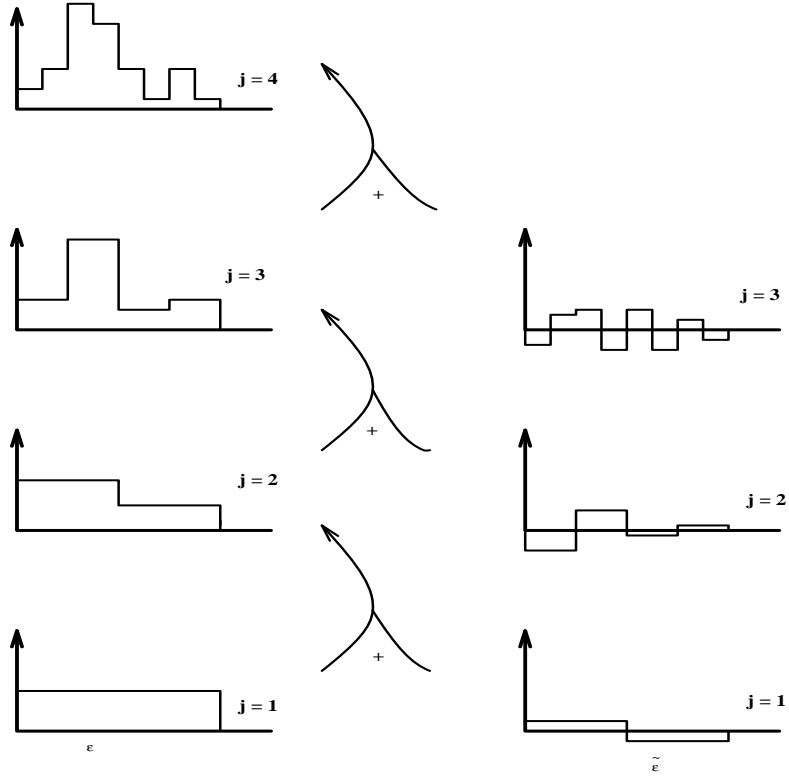 j = 4
+
j = 3
j = 3
+
j = 2
j = 2
+
j = 1
j = 1
ε
ε̃